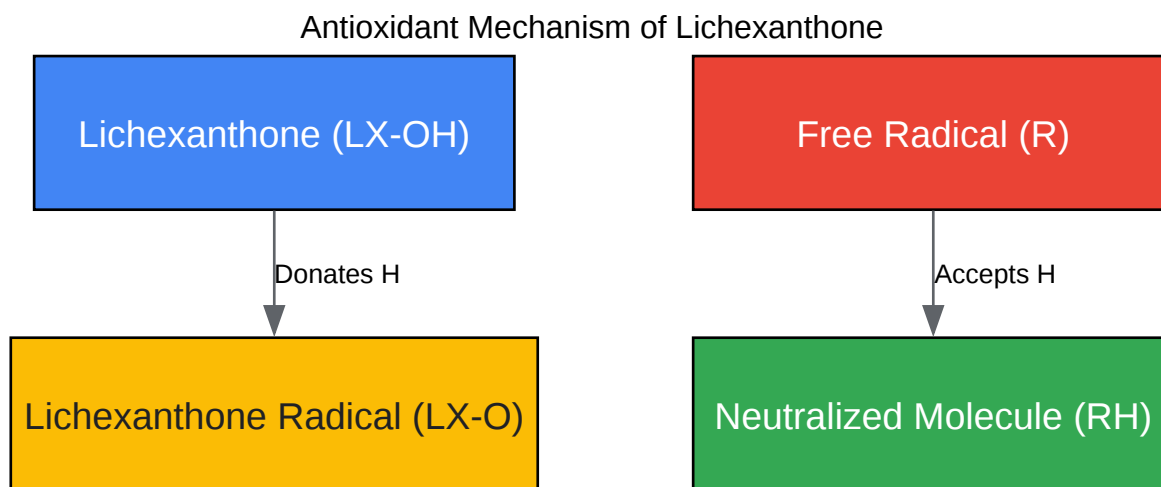 Antioxidant Mechanism of Lichexanthone
Lichexanthone (LX-OH)
Free Radical (R)
Donates H
Accepts H
Lichexanthone Radical (LX-O)
Neutralized Molecule (RH)